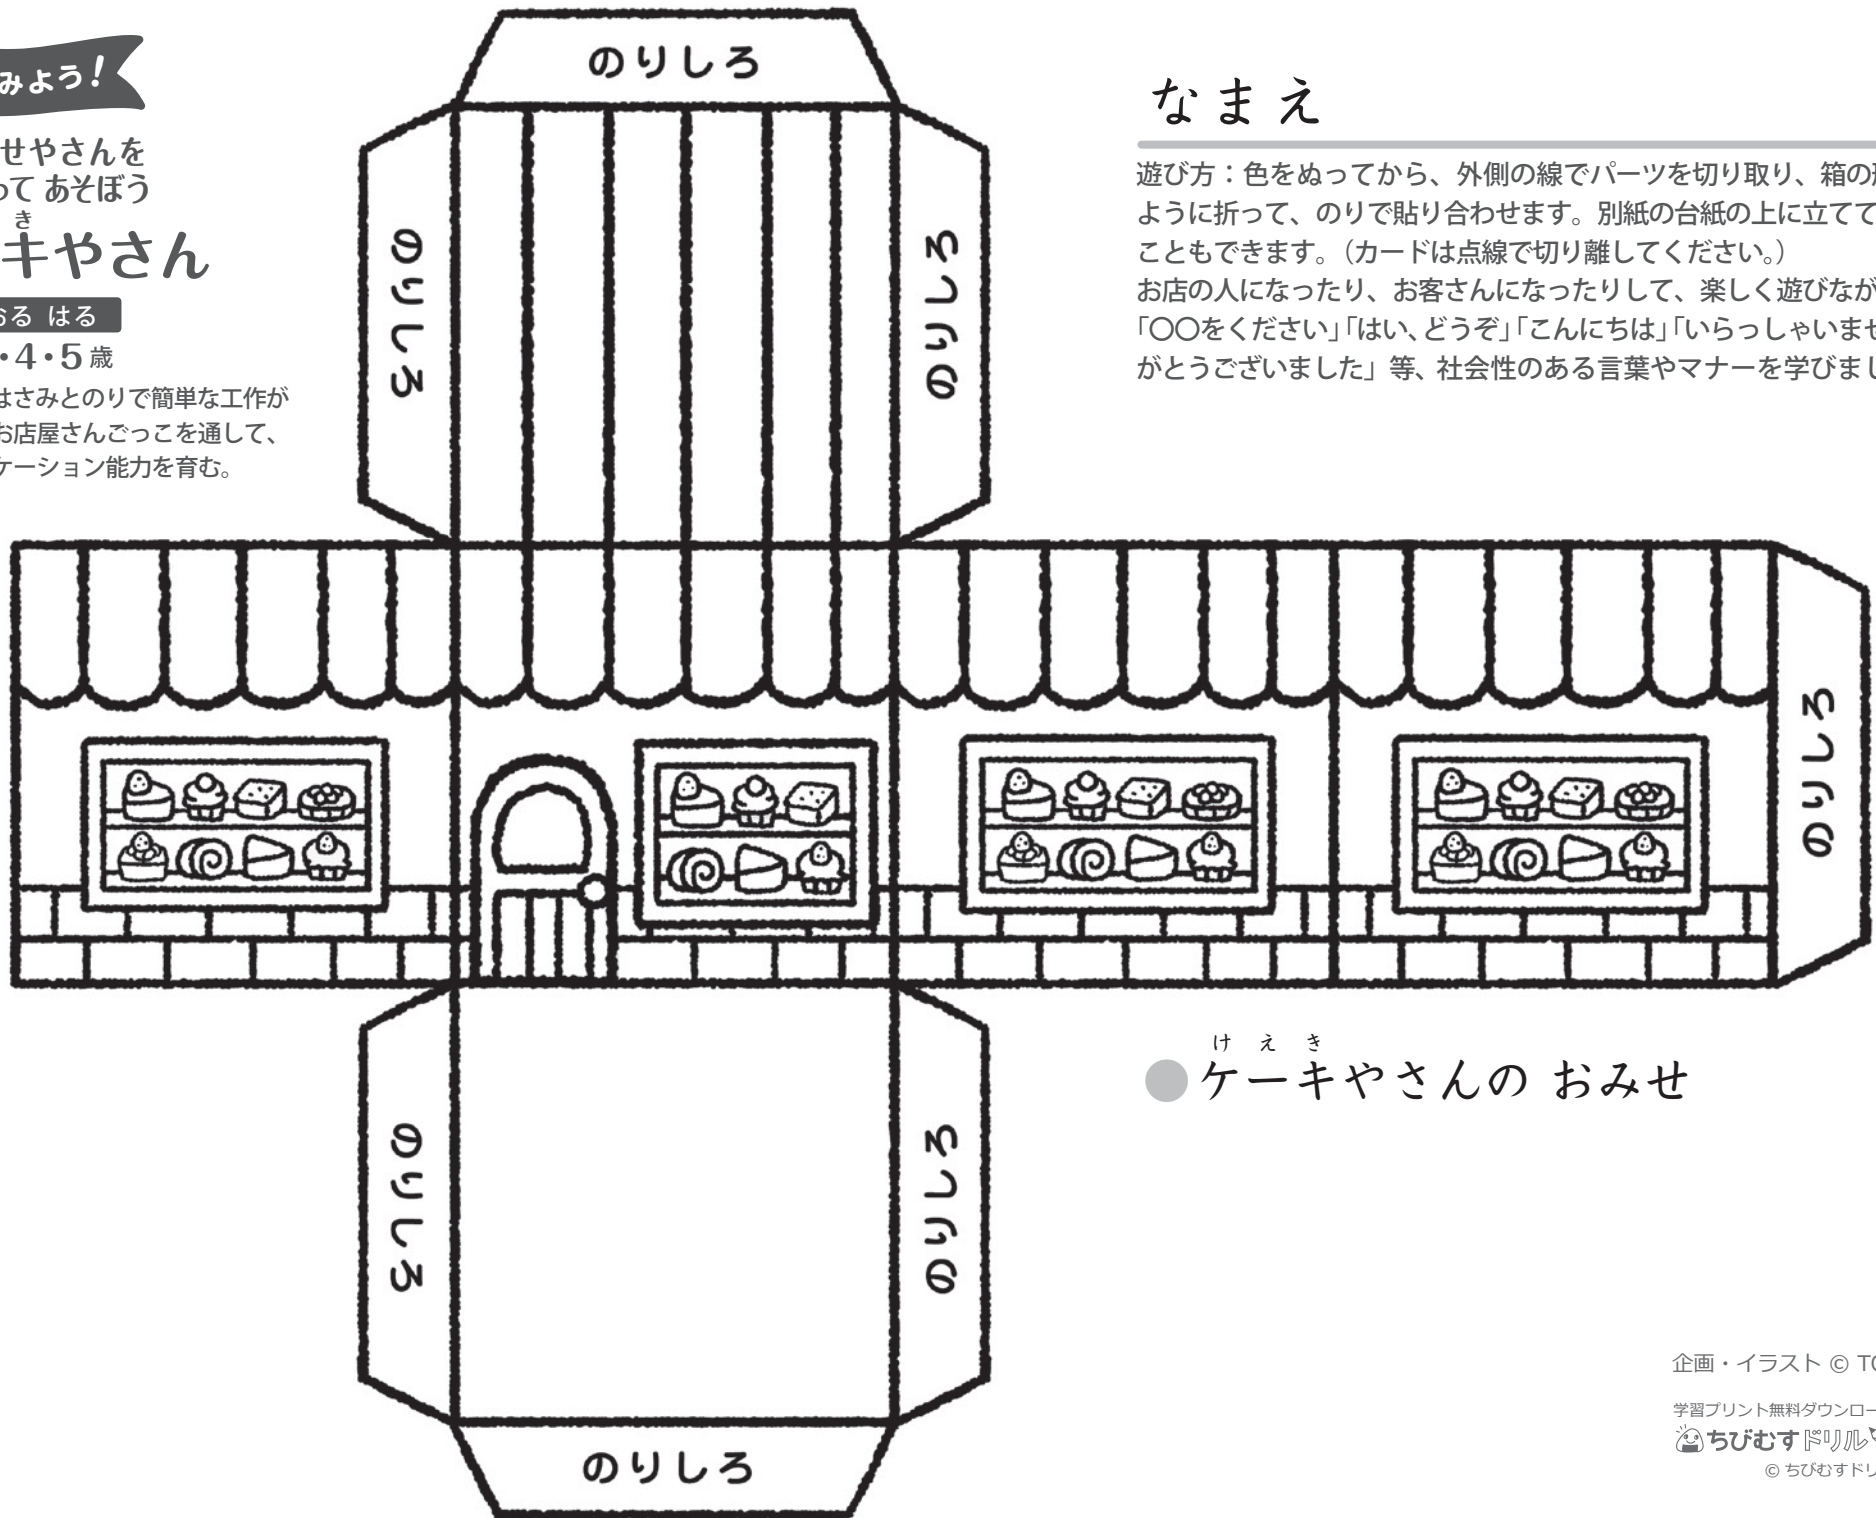 みよう!
せやさんを
って あそぼう
き
キやさん
おる はる
・4・5歳
はさみとのりで簡単な工作が
お店屋さんごっこを通して、
ケーション能力を育む。
のりしろ
のりしろ
のりしろ
なまえ
遊び方：色をぬってから、外側の線でパーツを切り取り、箱の形
ように折って、のりで貼り合わせます。別紙の台紙の上に立てて
こともできます。（カードは点線で切り離してください。）
お店の人になったり、お客さんになったりして、楽しく遊びなが
「〇〇をください」「はい、どうぞ」「こんにちは」「いらっしゃいませ
がとうございました」等、社会性のある言葉やマナーを学びまし
のりしろ
け え き
ケーキやさんの おみせ
のりしろ
のりしろ
のりしろ
企画・イラスト © TO
学習プリント無料ダウンロー
ちびむすドリル
© ちびむすドリ